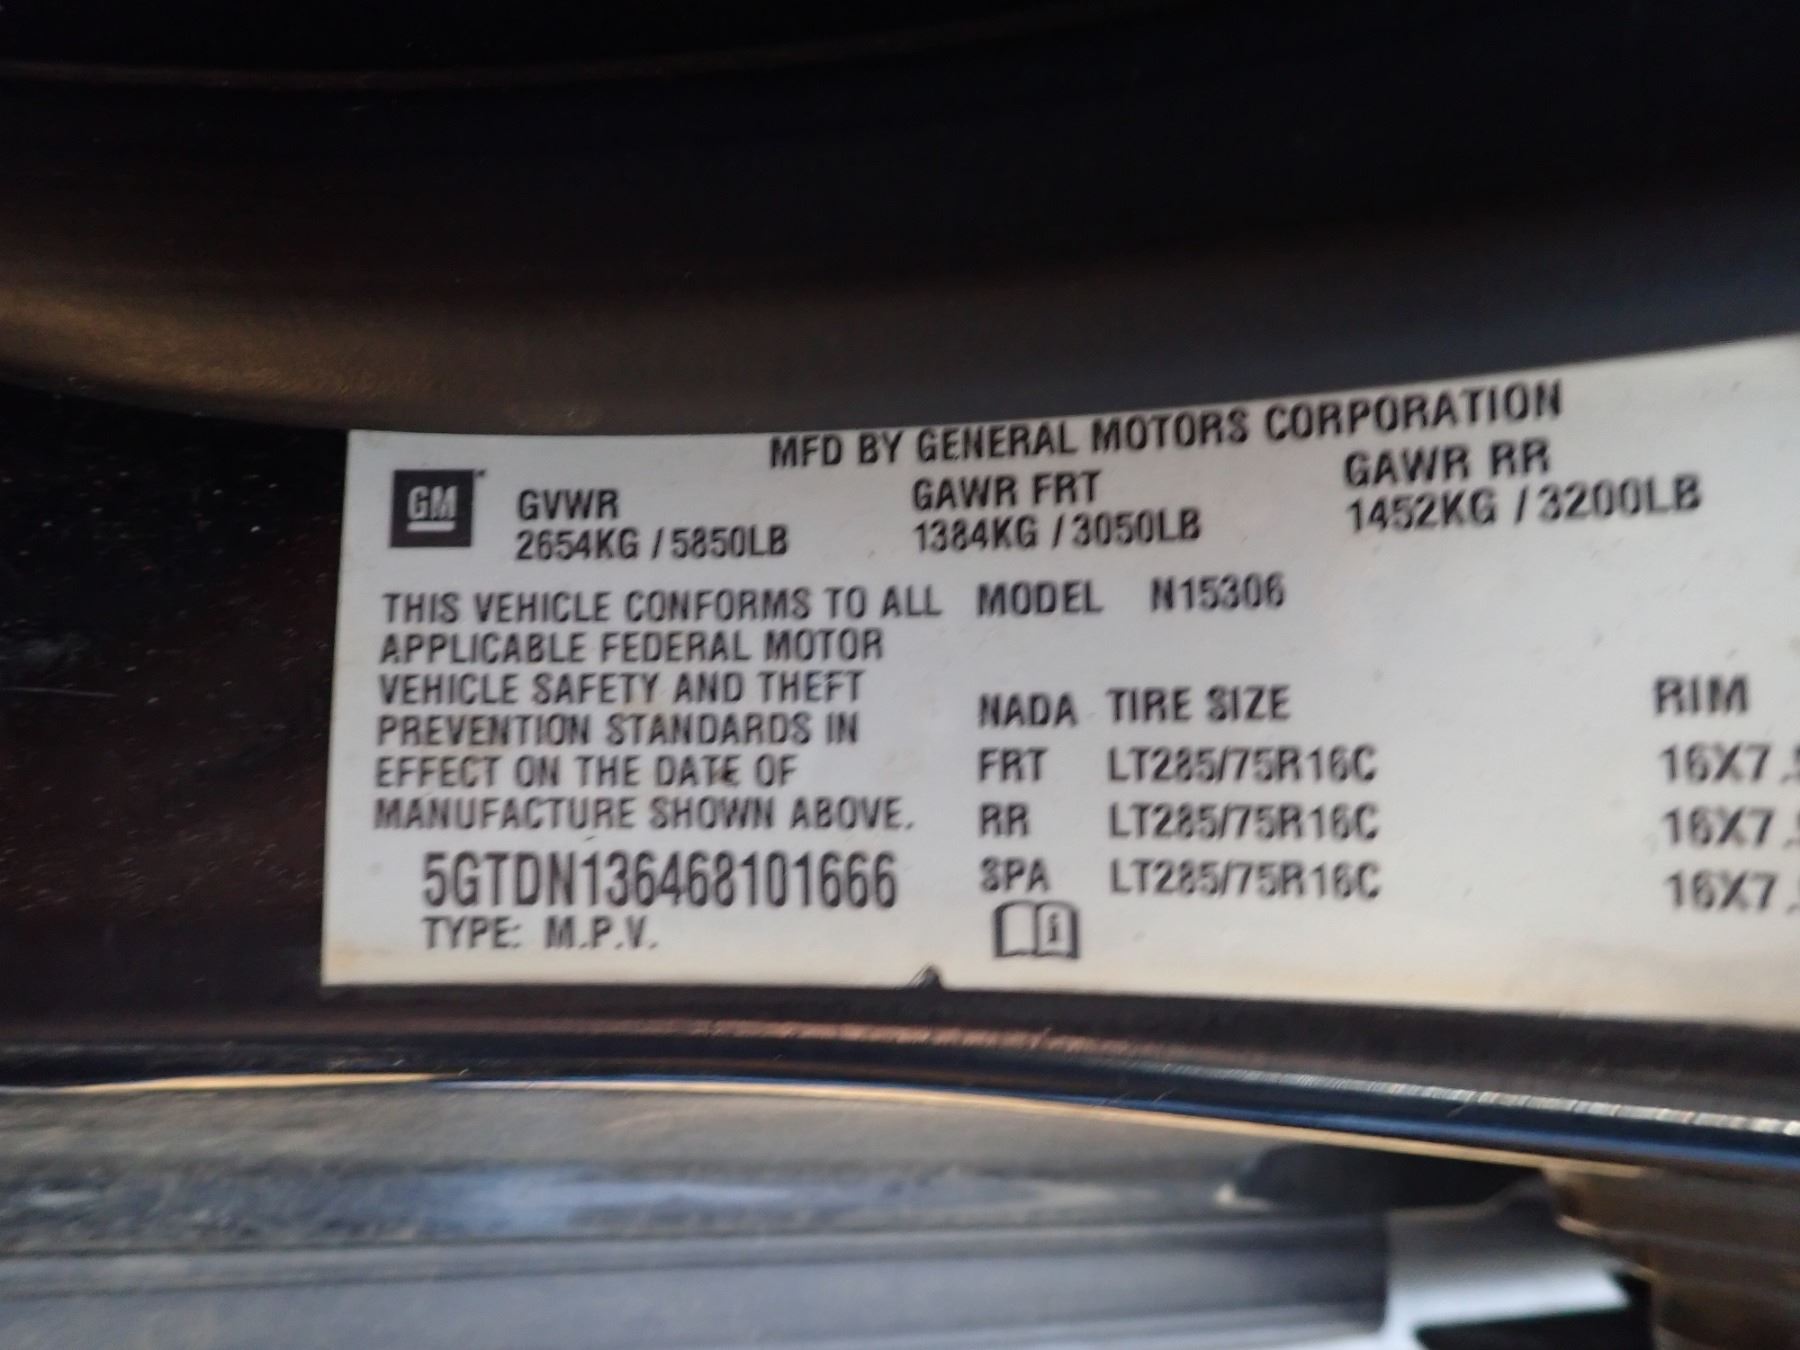 MFD BY GENERAL MOTORS CORPORATION
GM
GVWR GAWR FRT GAWR RR
2654KG / 5850LB 1384KG / 3050LB 1452KG / 3200LB
THIS VEHICLE CONFORMS TO ALL
APPLICABLE FEDERAL MOTOR
VEHICLE SAFETY AND THEFT
PREVENTION STANDARDS IN
EFFECT ON THE DATE OF
MANUFACTURE SHOWN ABOVE.
5GTDN136468101666
TYPE: M.P.V.
MODEL N15306
NADA TIRE SIZE RIM
FRT LT285/75R16C 16X7.
RR LT285/75R16C 16X7.
SPA LT285/75R16C 16X7.
i